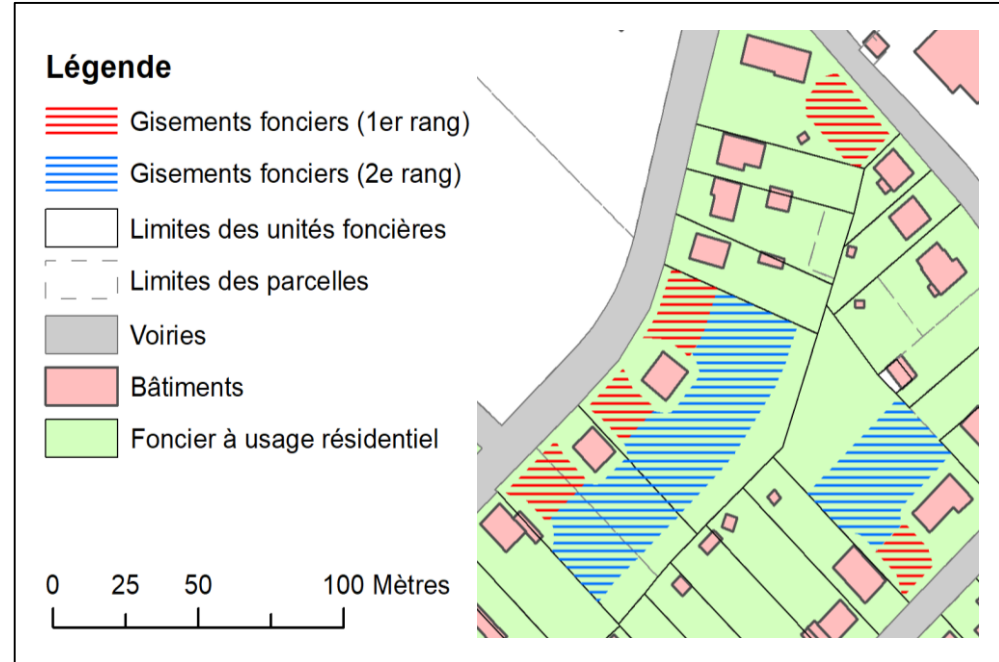 Légende
Gisements fonciers (1er rang)
Gisements fonciers (2e rang)
Limites des unités foncières
Limites des parcelles
Voiries
Bâtiments
Foncier à usage résidentiel
0 25 50 100 Mètres